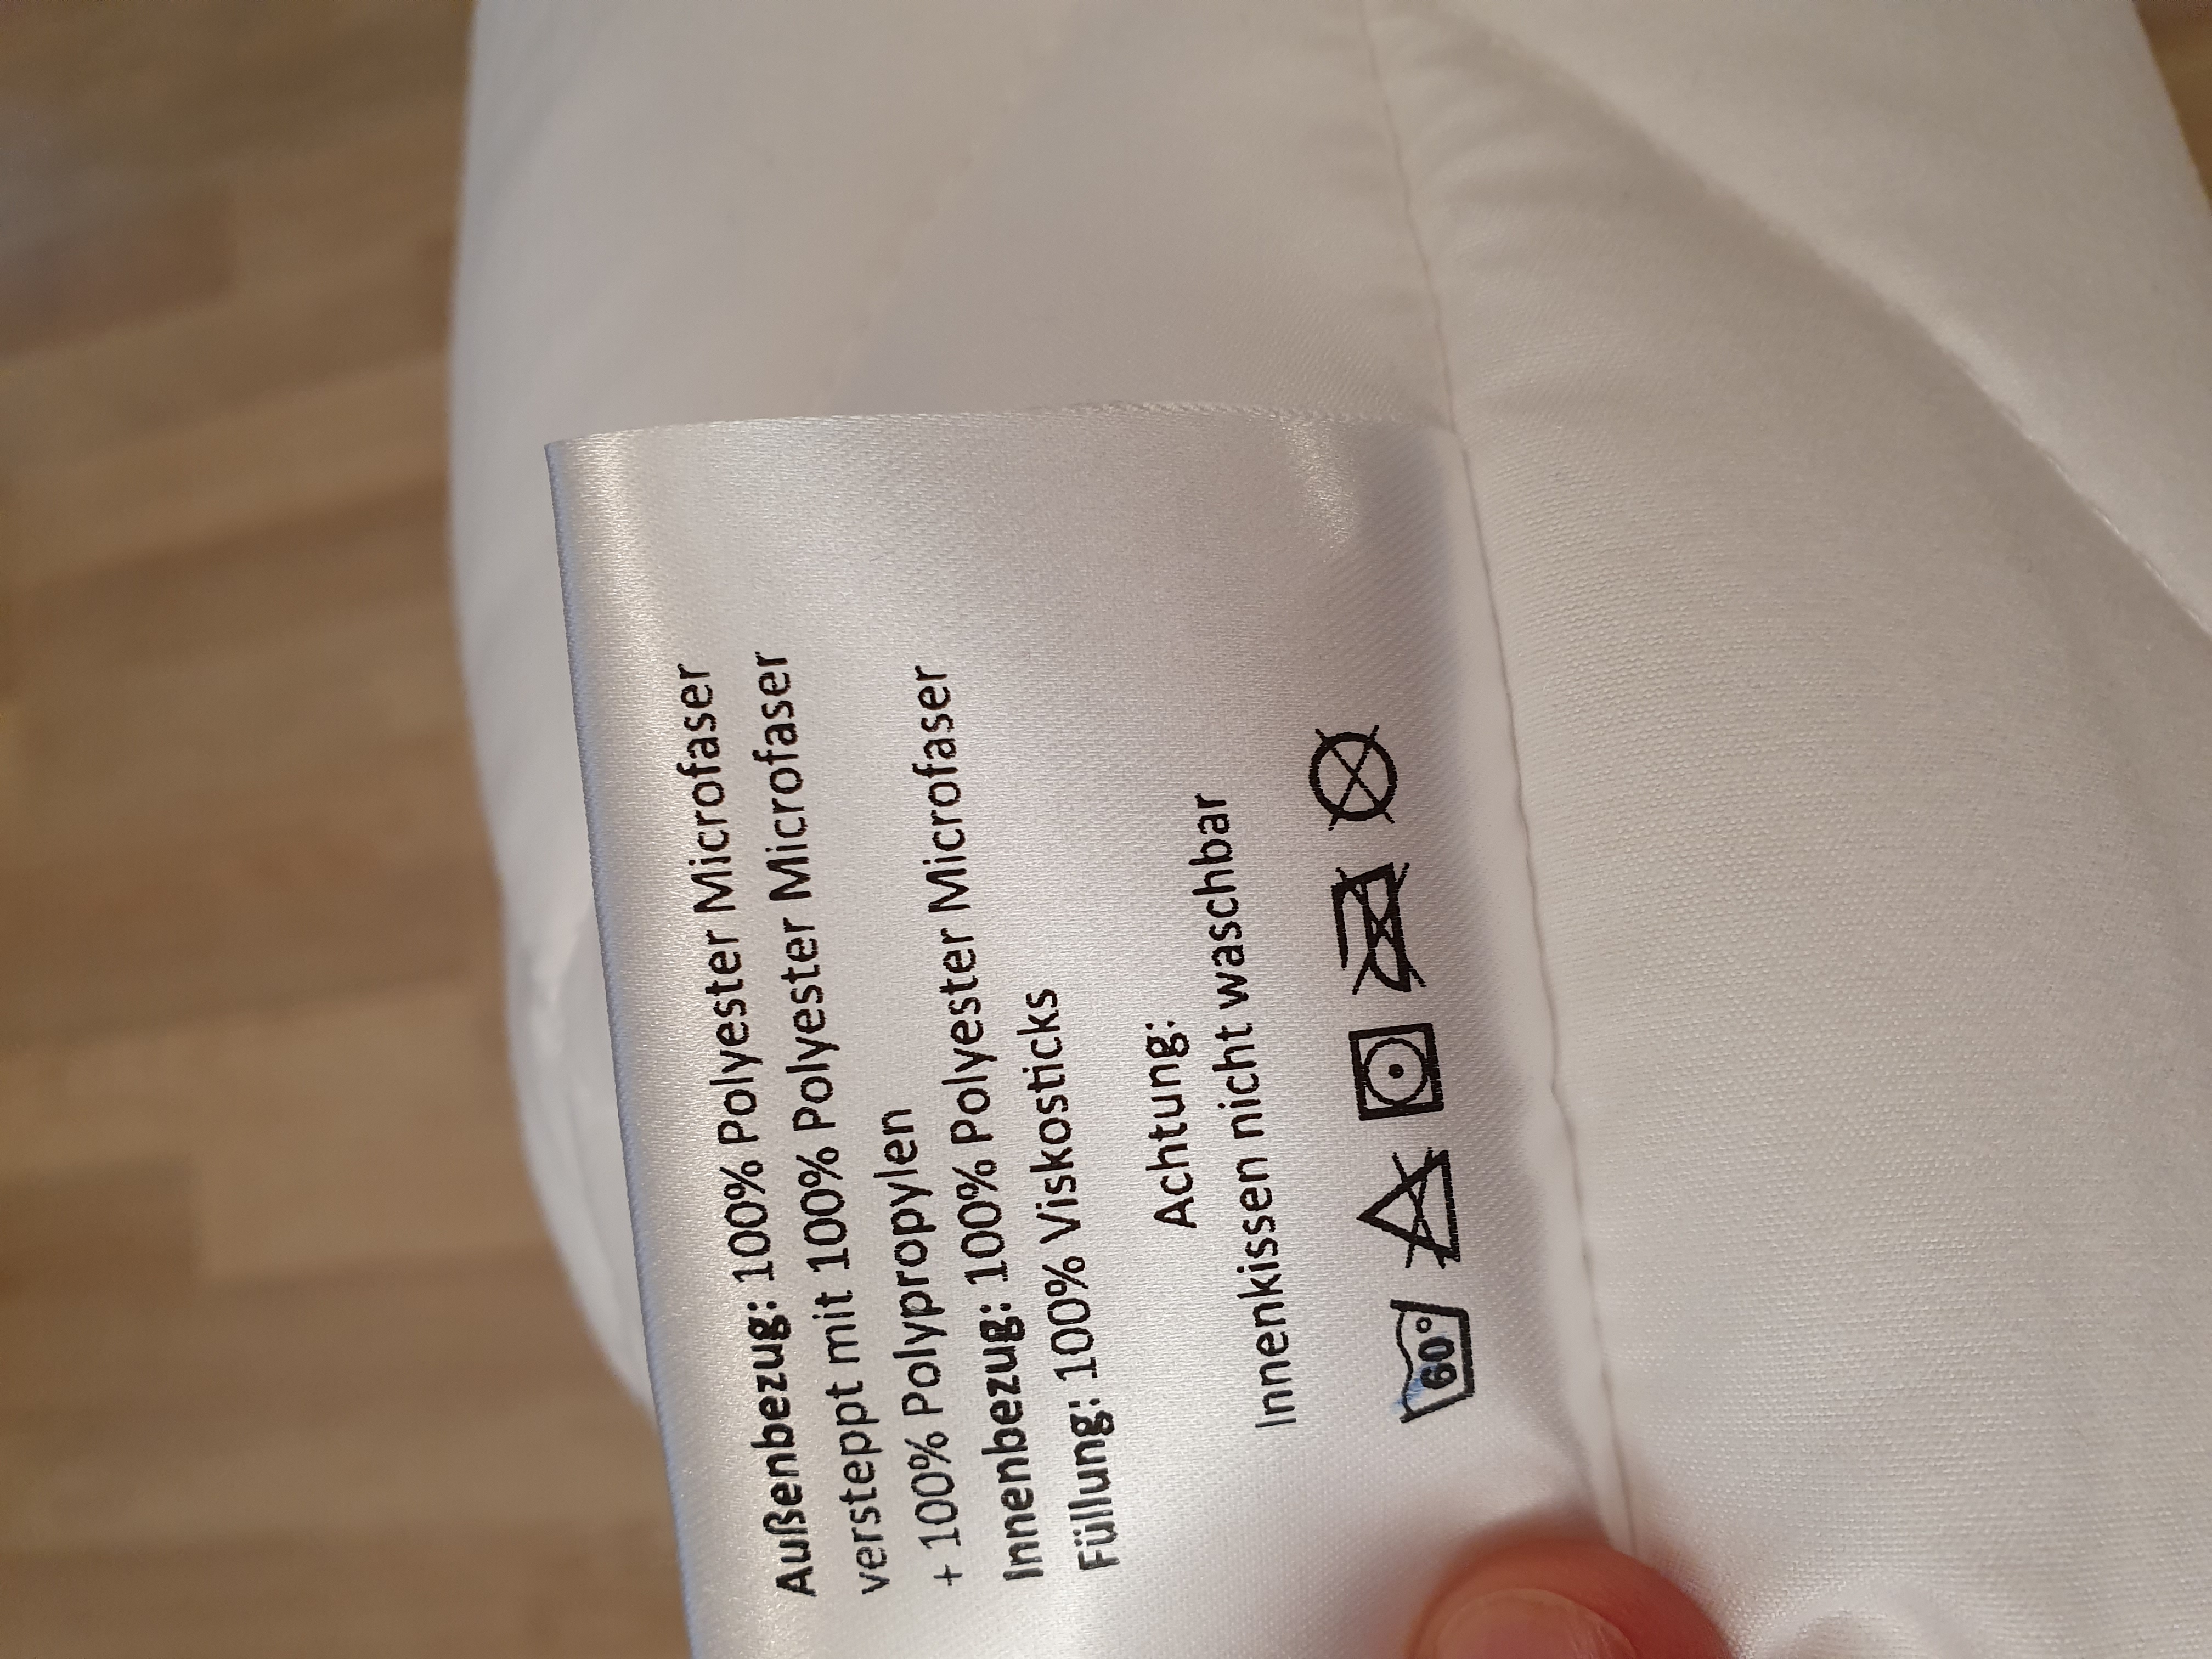 Außenbezug: 100% Polyester Microfaser
versteppt mit 100% Polyester Microfaser
+ 100% Polypropylen
Innenbezug: 100% Polyester Microfaser
Füllung: 100% Viskosticks
Achtung:
Innenkissen nicht waschbar
60°